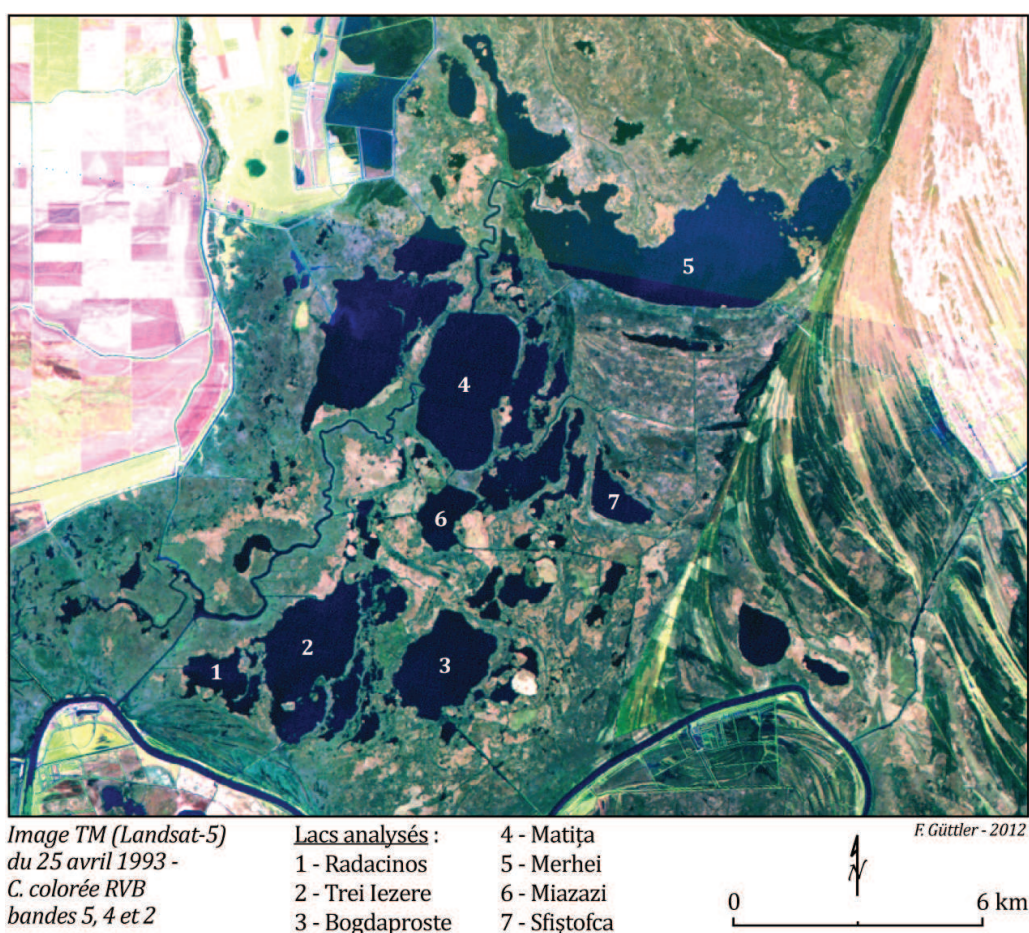 5
4
7
6
2
3
1
Image TM (Landsat-5)
du 25 avril 1993 -
C. colorée RVB
bandes 5, 4 et 2
Lacs analysés :
1 - Radacinos
2 - Trei Iezere
3 - Bogdaproste
4 - Matița
5 - Merhei
6 - Miazazi
7 - Sfiștofca
F. Güttler - 2012
N
0 6 km